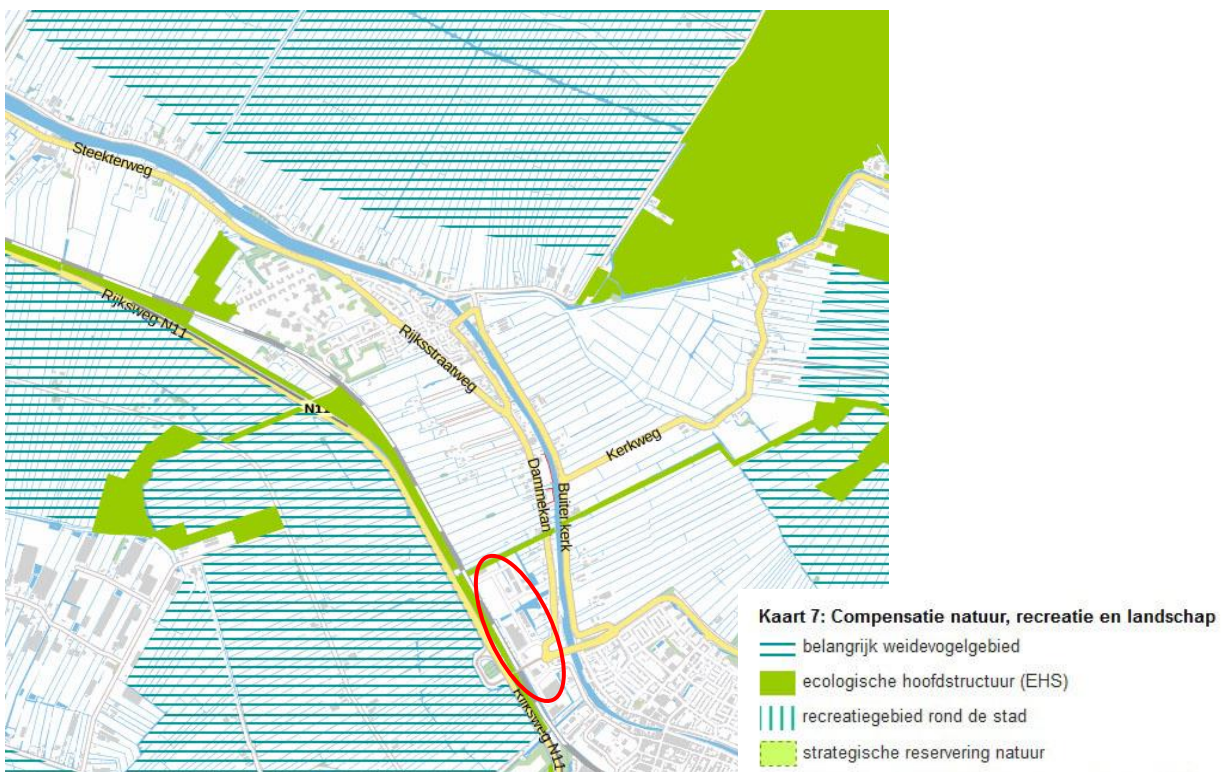 Steekterweg
Rijksweg N11
Rijksstraatweg
N11
Kerkweg
Dammekan
Buitenkerk
Rijksweg N11
Kaart 7: Compensatie natuur, recreatie en landschap
belangrijk weidevogelgebied
ecologische hoofdstructuur (EHS)
recreatiegebied rond de stad
strategische reservering natuur